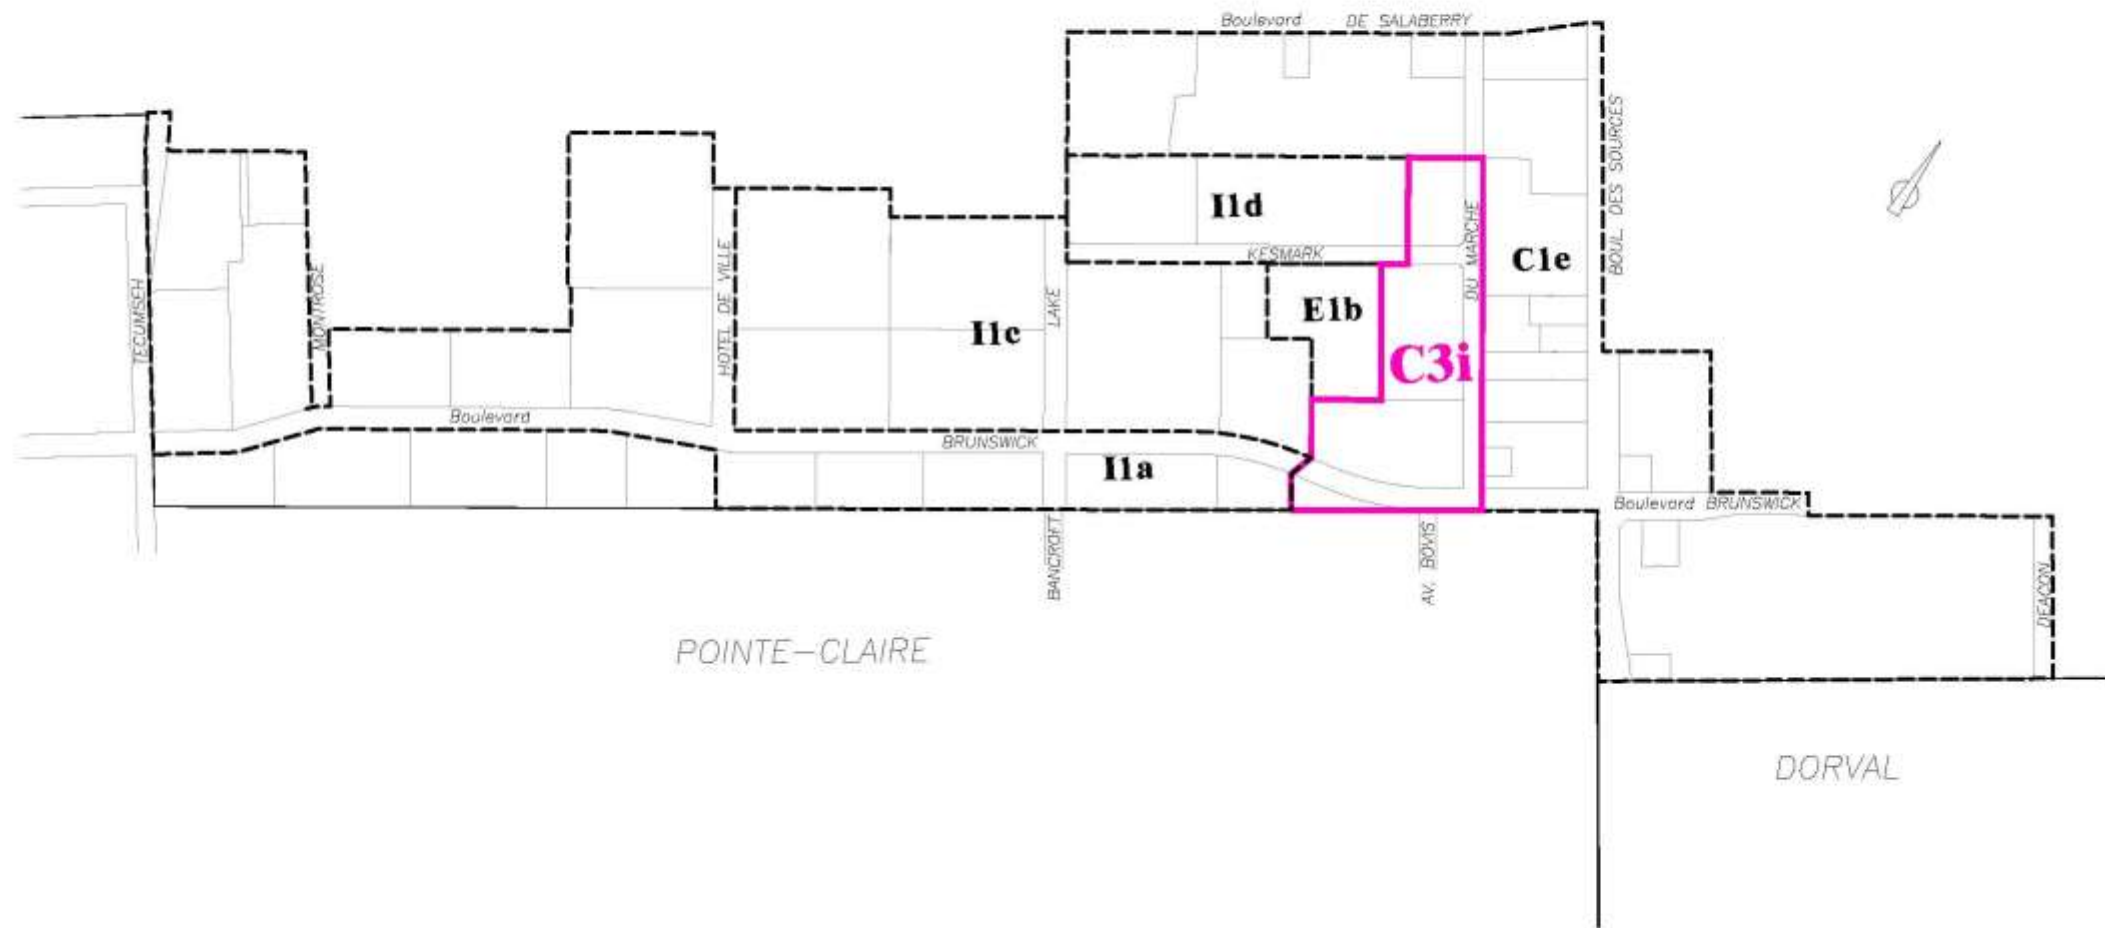 Boulevard DE SALABERRY
BOUL. DES SOURCES
I1d
KESMARK
DU MARCHE
C1e
TECUMSEH
MONTROSE
HOTEL DE VILLE
I1c
LAKE
E1b
C3i
Boulevard
BRUNSWICK
I1a
Boulevard BRUNSWICK
BANCROFT
AV. BOVIS
DEACON
POINTE-CLAIRE
DORVAL